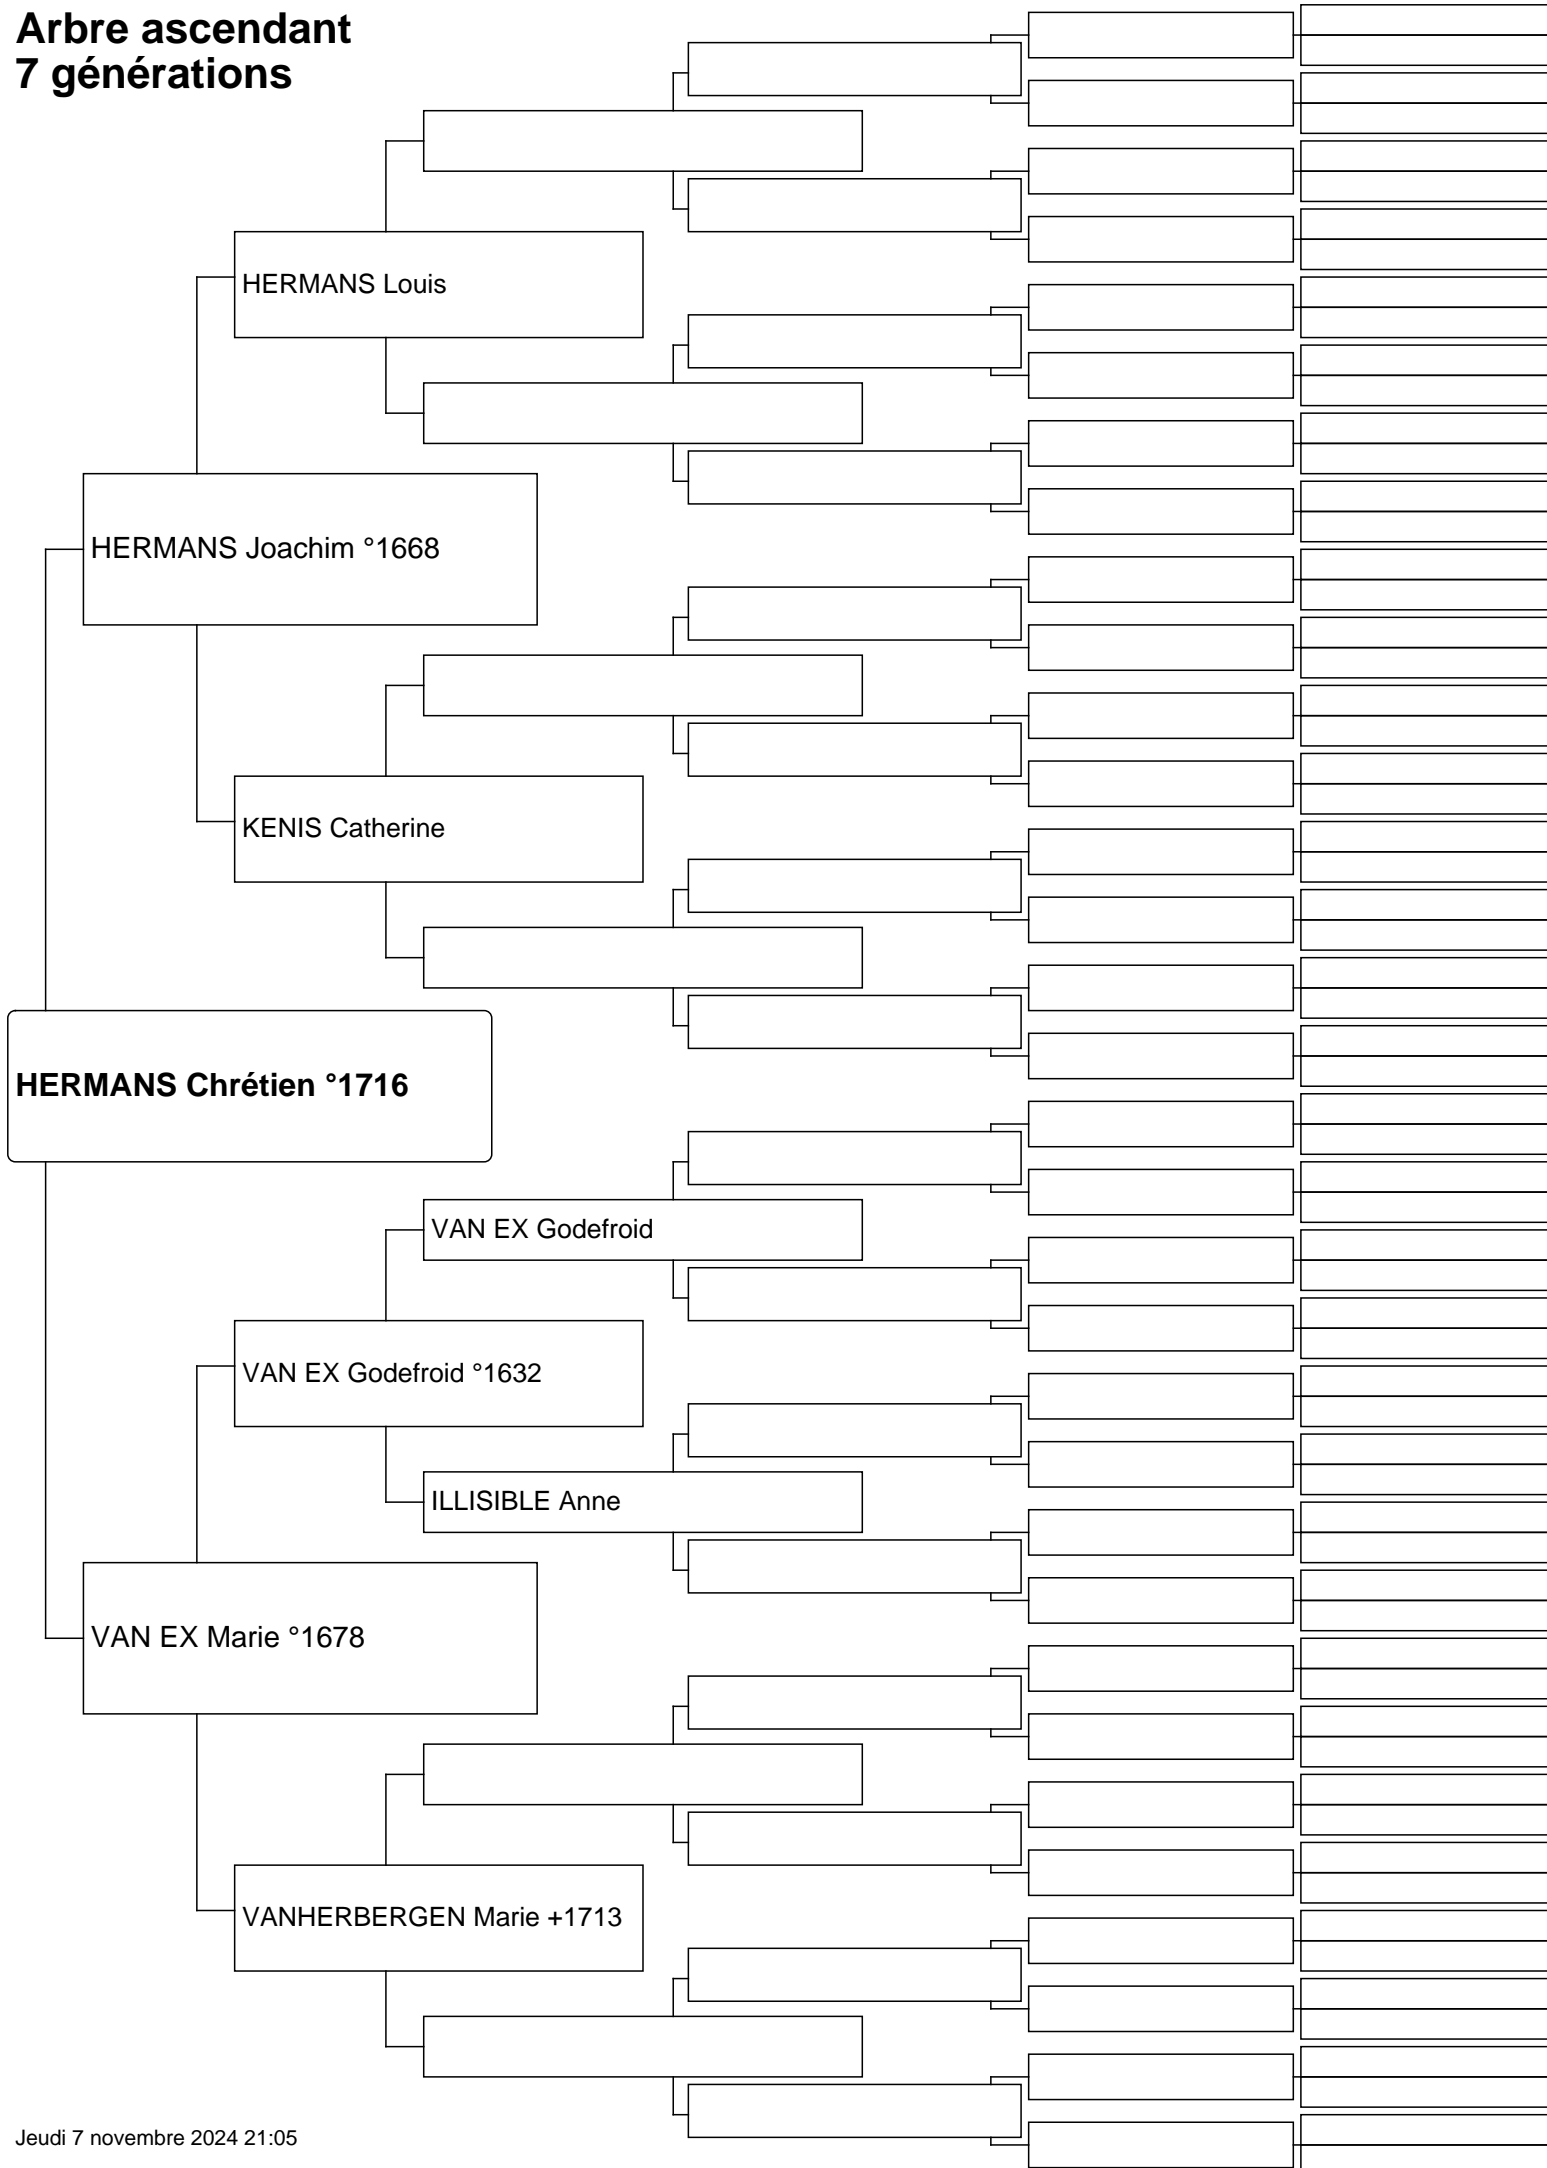 Arbre ascendant
7 générations
HERMANS Louis
HERMANS Joachim °1668
KENIS Catherine
HERMANS Chrétien °1716
VAN EX Godefroid
VAN EX Godefroid °1632
ILLISIBLE Anne
VAN EX Marie °1678
VANHERBERGEN Marie +1713
Jeudi 7 novembre 2024 21:05